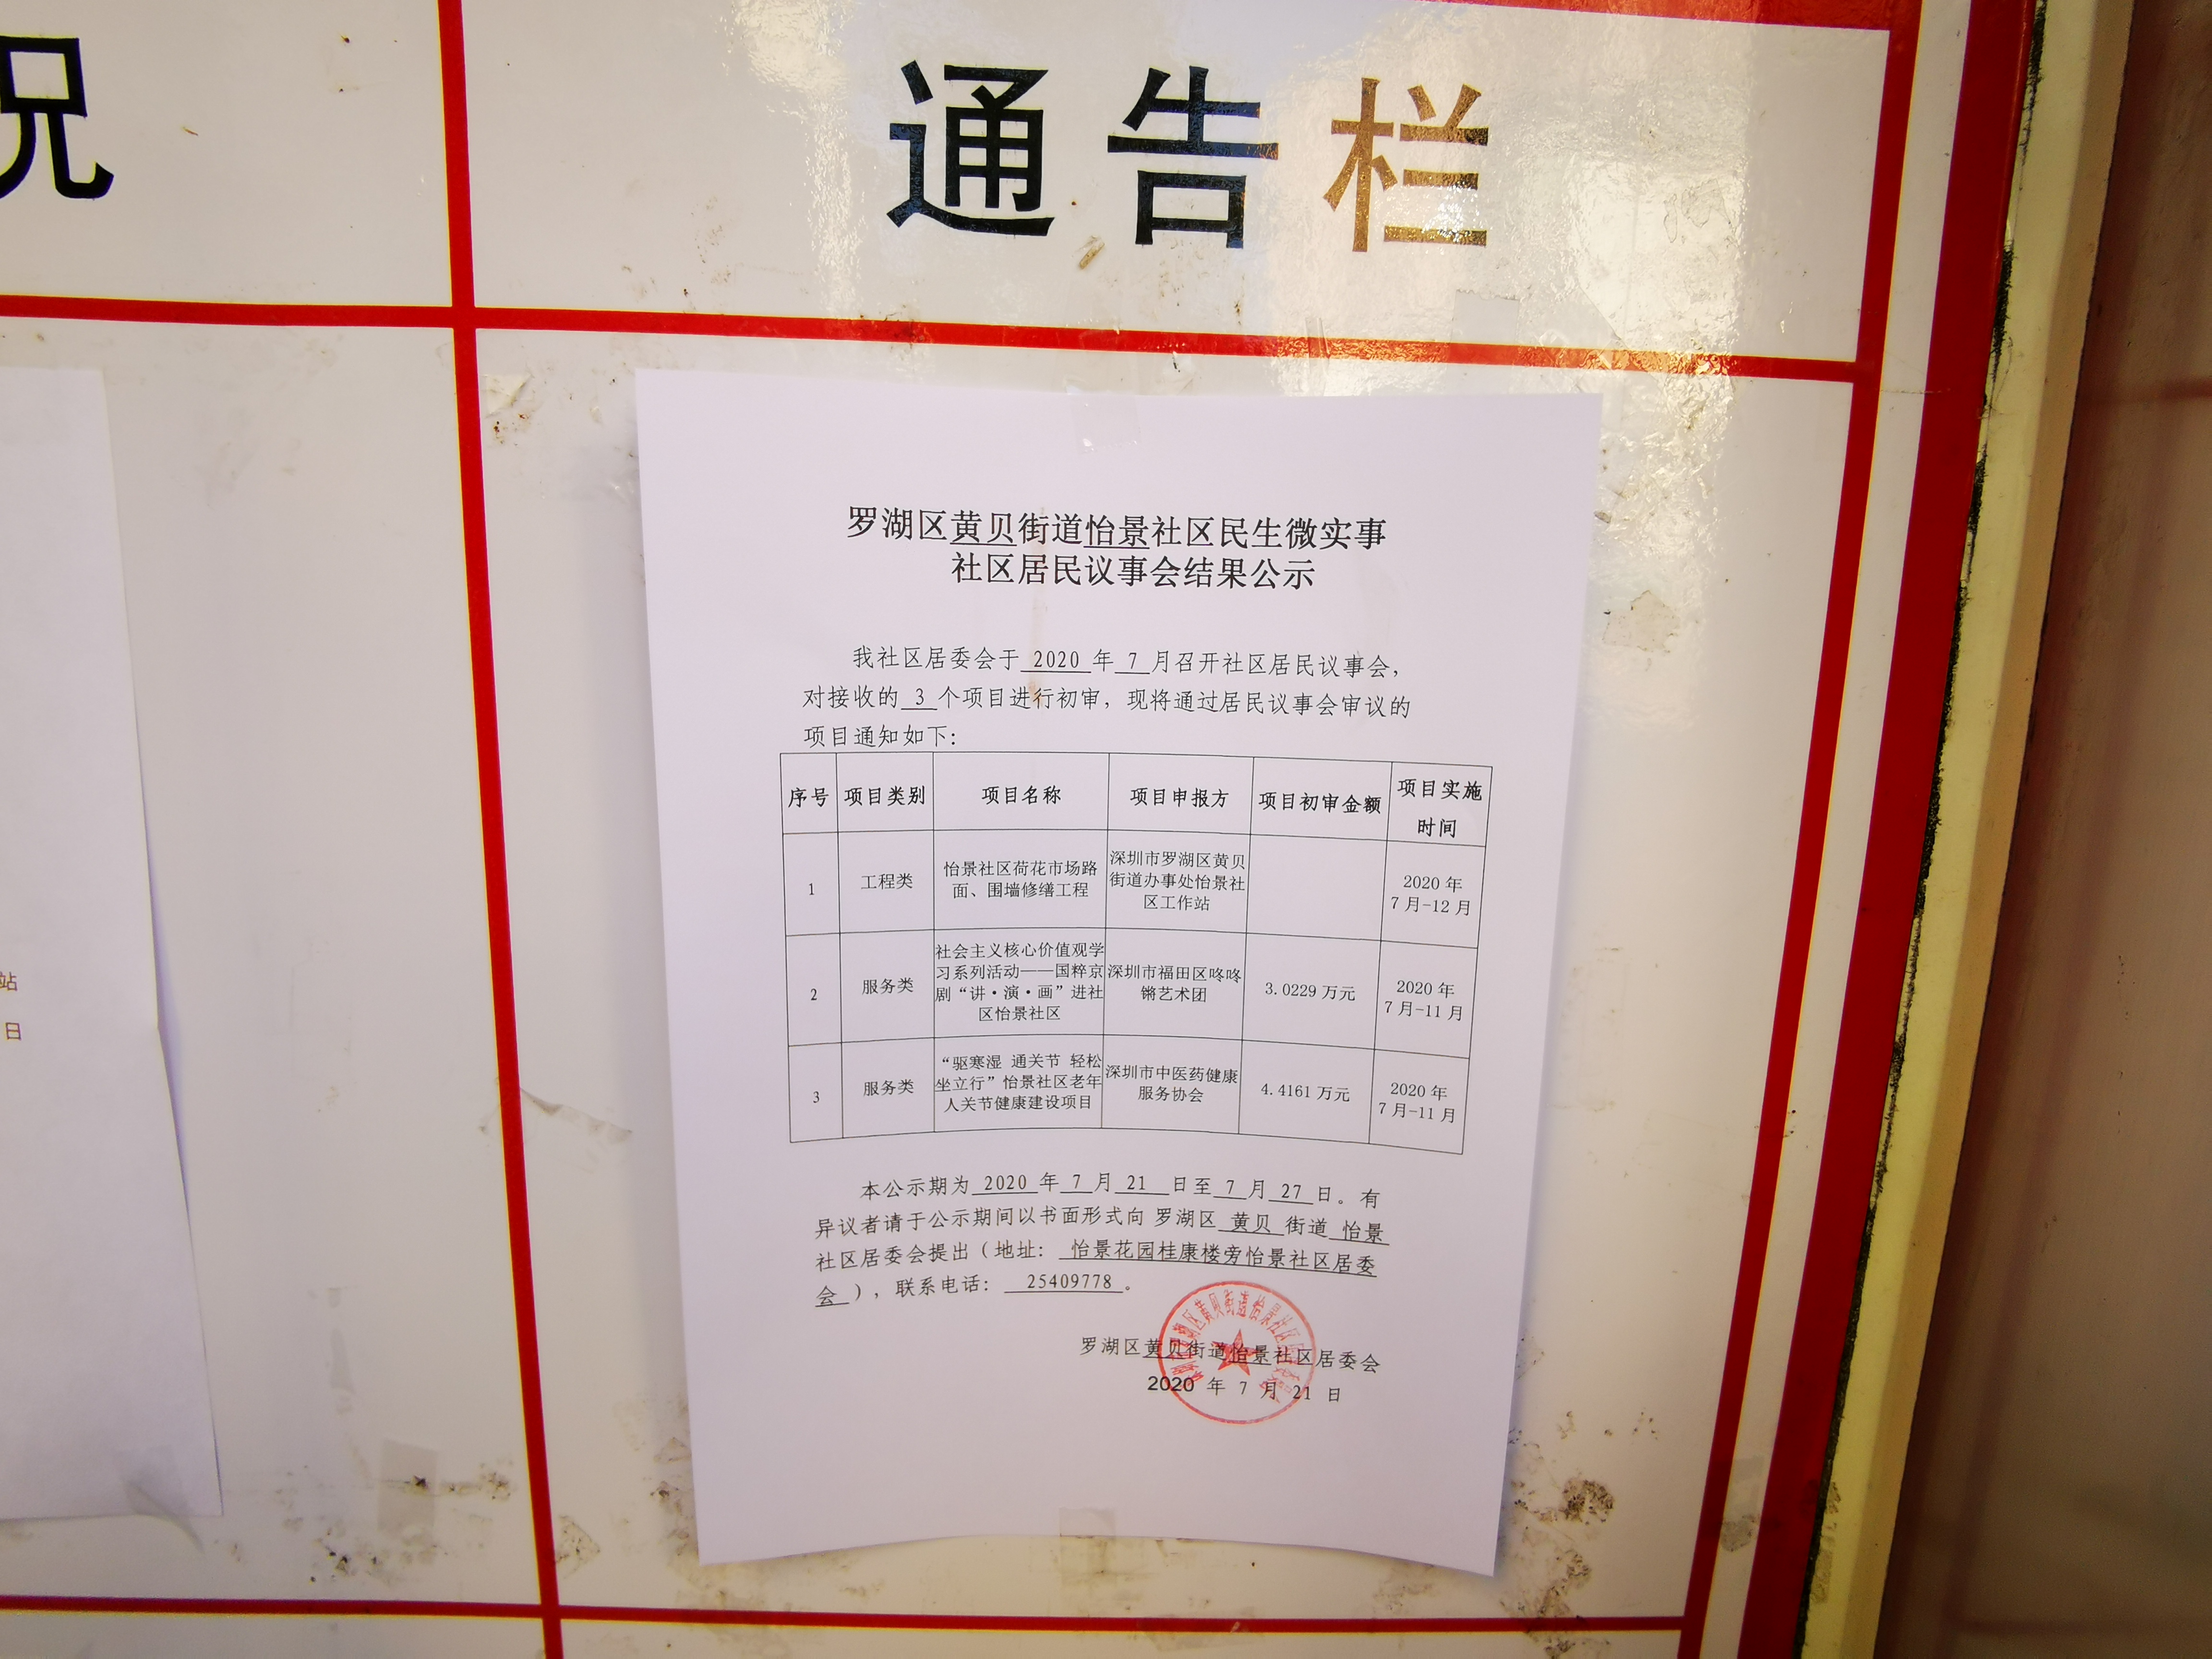 况
通告栏
站
日
罗湖区黄贝街道怡景社区民生微实事
社区居民议事会结果公示
我社区居委会于 2020 年 7 月召开社区居民议事会，
对接收的 3 个项目进行初审，现将通过居民议事会审议的
项目通知如下：
序号 项目类别 项目名称 项目申报方 项目初审金额 项目实施
时间
1 工程类 怡景社区荷花市场路
面、围墙修缮工程 深圳市罗湖区黄贝
街道办事处怡景社
区工作站 2020 年
7 月-12 月
2 服务类 社会主义核心价值观学
习系列活动——国粹京
剧“讲·演·画”进社
区怡景社区 深圳市福田区咚咚
锵艺术团 3.0229 万元 2020 年
7 月-11 月
3 服务类 “驱寒湿 通关节 轻松
坐立行”怡景社区老年
人关节健康建设项目 深圳市中医药健康
服务协会 4.4161 万元 2020 年
7 月-11 月
本公示期为 2020 年 7 月 21 日至 7 月 27 日。有
异议者请于公示期间以书面形式向 罗湖区 黄贝 街道 怡景
社区居委会提出（地址： 怡景花园桂康楼旁怡景社区居委
会 ），联系电话： 25409778 。
罗湖区黄贝街道怡景社区居委会
2020 年 7 月 21 日